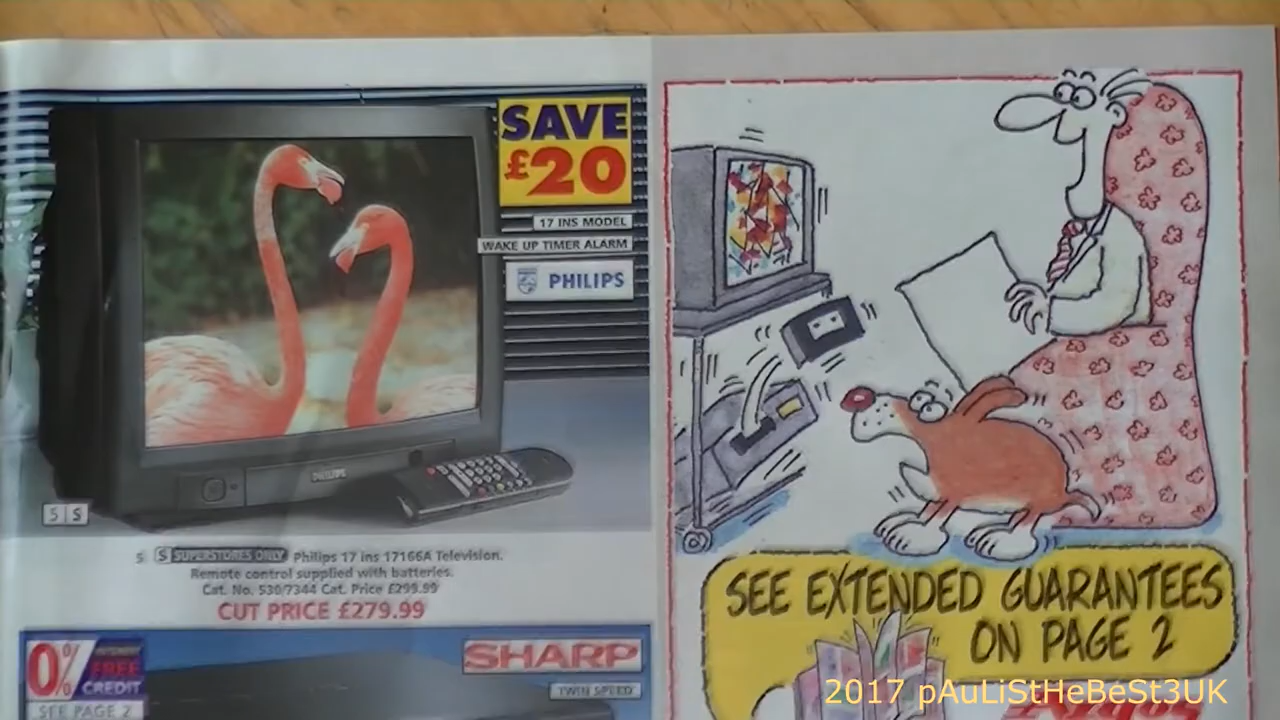 SAVE
£20
17 INS MODEL
WAKE UP TIMER ALARM
PHILIPS
PHILIPS
5 S
5 S SUPERSTORES ONLY Philips 17 ins 17166A Television.
Remote control supplied with batteries.
Cat. No. 530/7344 Cat. Price £299.99
CUT PRICE £279.99
0% INTEREST
FREE
CREDIT
SEE PAGE 2
SHARP
TWIN SPEED
SEE EXTENDED GUARANTEES
ON PAGE 2
2017 pAuLiStHeBeSt3UK